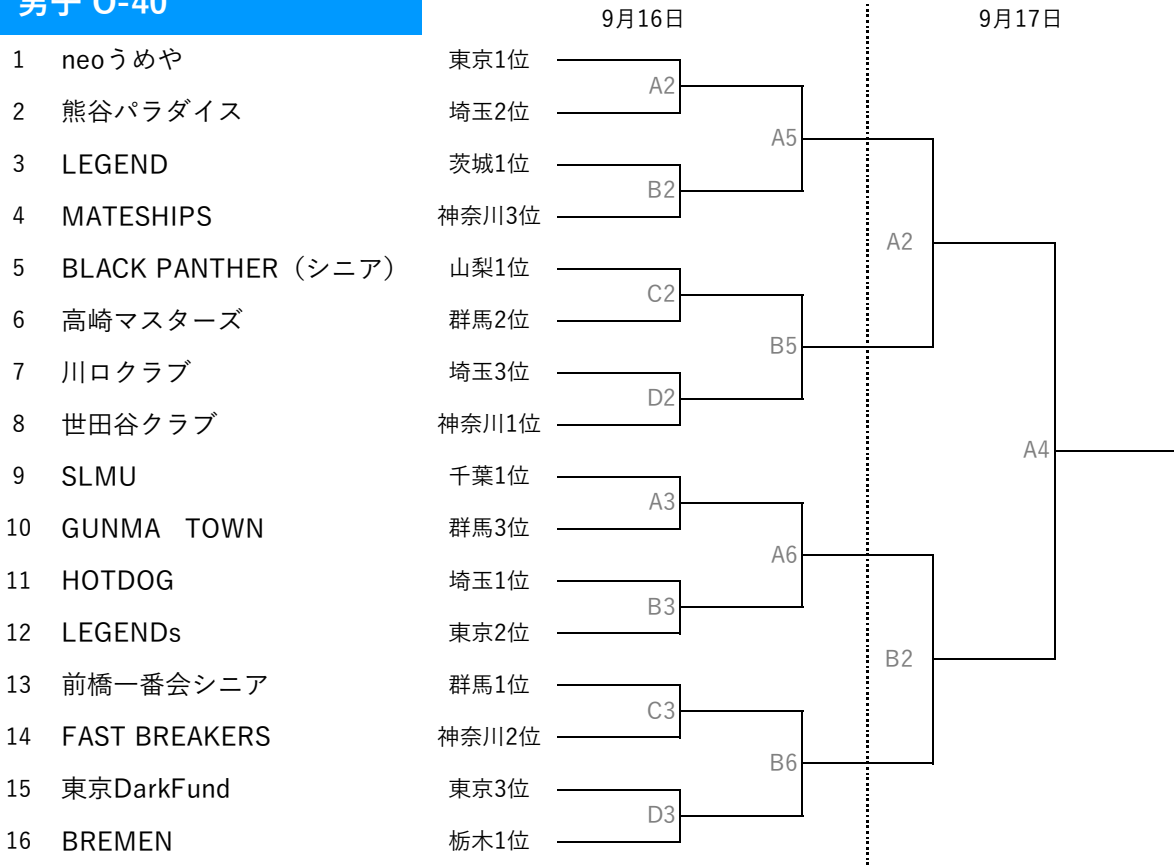 男子 O-40
9月16日 9月17日
1 neoうめや 東京1位
A2
2 熊谷パラダイス 埼玉2位
A5
3 LEGEND 茨城1位
B2
4 MATESHIPS 神奈川3位
A2
5 BLACK PANTHER（シニア） 山梨1位
C2
6 高崎マスターズ 群馬2位
B5
7 川口クラブ 埼玉3位
D2
8 世田谷クラブ 神奈川1位
A4
9 SLMU 千葉1位
A3
10 GUNMA　TOWN 群馬3位
A6
11 HOTDOG 埼玉1位
B3
12 LEGENDs 東京2位
B2
13 前橋一番会シニア 群馬1位
C3
14 FAST BREAKERS 神奈川2位
B6
15 東京DarkFund 東京3位
D3
16 BREMEN 栃木1位